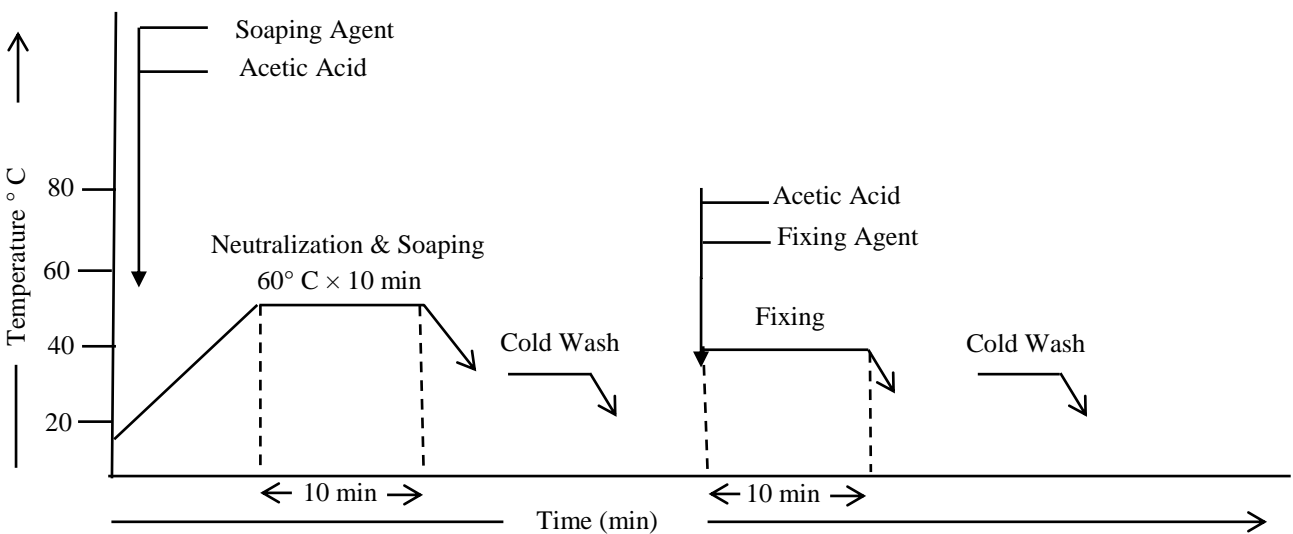 Soaping Agent
Acetic Acid
Temperature ° C
80
60
40
20
Neutralization & Soaping
60° C × 10 min
Cold Wash
Acetic Acid
Fixing Agent
Fixing
Cold Wash
10 min
10 min
Time (min)